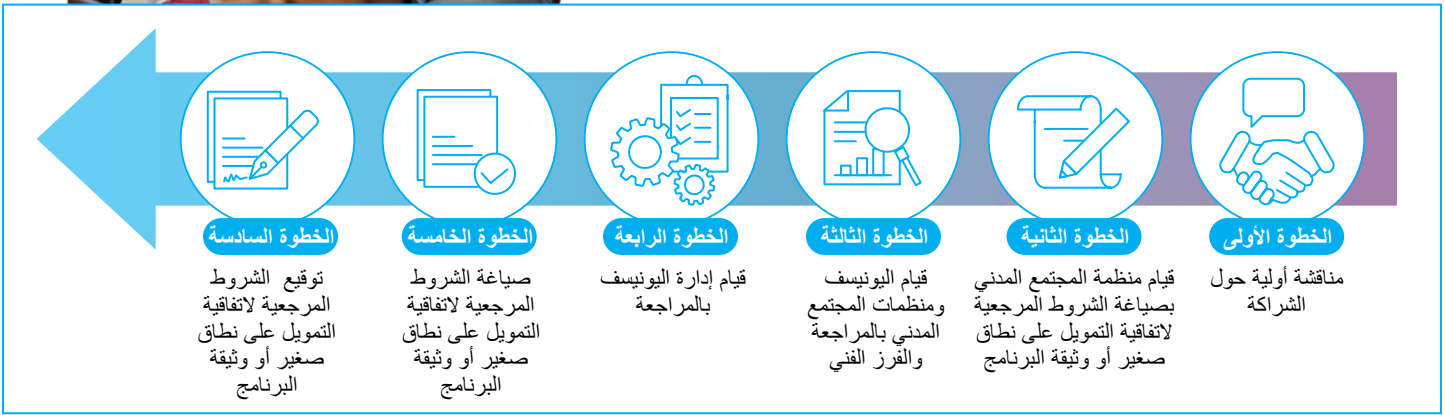 الخطوة الأولى
مناقشة أولية حول
الشراكة
الخطوة الثانية
قيام منظمة المجتمع المدني
بصياغة الشروط المرجعية
لاتفاقية التمويل على نطاق
صغير أو وثيقة البرنامج
الخطوة الثالثة
قيام اليونيسف
ومنظمات المجتمع
المدني بالمراجعة
والفرز الفني
الخطوة الرابعة
قيام إدارة اليونيسف
بالمراجعة
الخطوة الخامسة
صياغة الشروط
المرجعية لاتفاقية
التمويل على نطاق
صغير أو وثيقة
البرنامج
الخطوة السادسة
توقيع الشروط
المرجعية لاتفاقية
التمويل على نطاق
صغير أو وثيقة
البرنامج